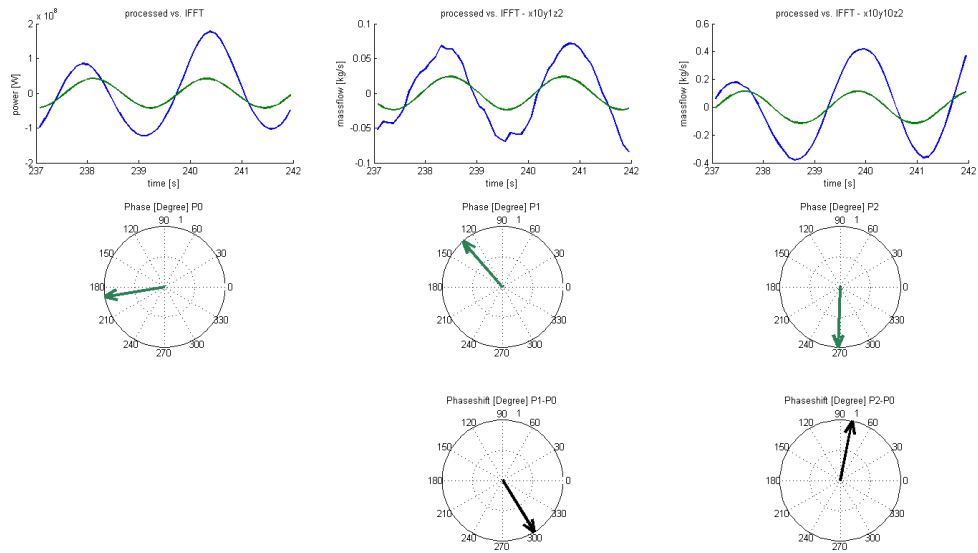 processed vs. IFFT
x 10^8
2
1
0
-1
-2
power [W]
237 238 239 240 241 242
time [s]
processed vs. IFFT - x10y1z2
0.1
0.05
0
-0.05
-0.1
massflow [kg/s]
237 238 239 240 241 242
time [s]
processed vs. IFFT - x10y10z2
0.6
0.4
0.2
0
-0.2
-0.4
massflow [kg/s]
237 238 239 240 241 242
time [s]
Phase [Degree] P0
90 1
120 60
30
180 0
210 330
240 300
270
Phase [Degree] P1
90 1
120 60
30
180 0
210 330
240 300
270
Phase [Degree] P2
90 1
120 60
150 30
180 0
210 330
240 300
270
Phaseshift [Degree] P1-P0
90 1
120 60
150 30
180 0
210 330
240 300
270
Phaseshift [Degree] P2-P0
90 1
120 60
150 30
180 0
210 330
240 300
270